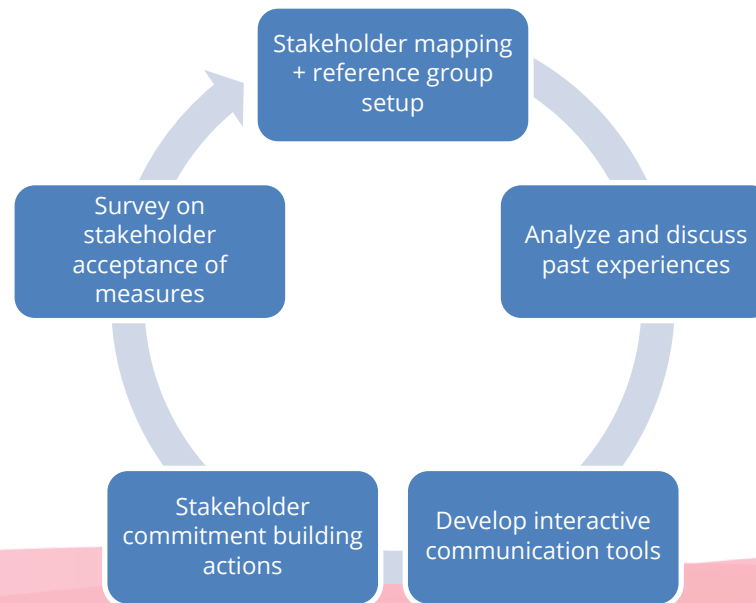 Stakeholder mapping
+ reference group
setup
Analyze and discuss
past experiences
Develop interactive
communication tools
Stakeholder
commitment building
actions
Survey on
stakeholder
acceptance of
measures